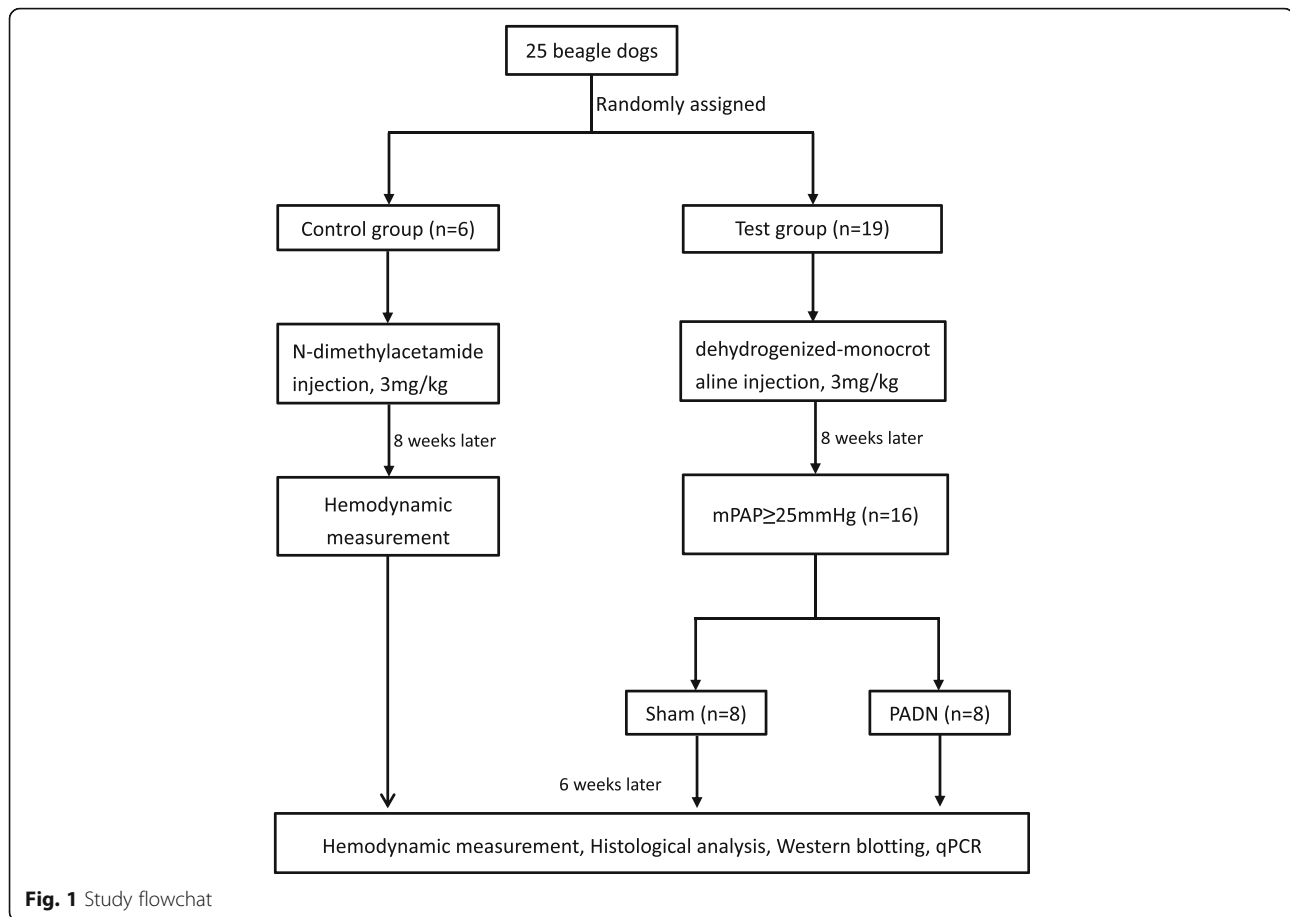 25 beagle dogs
Randomly assigned
Control group (n=6)
Test group (n=19)
N-dimethylacetamide
injection, 3mg/kg
dehydrogenized-monocrot
aline injection, 3mg/kg
8 weeks later
8 weeks later
Hemodynamic
measurement
mPAP≥25mmHg (n=16)
Sham (n=8)
PADN (n=8)
6 weeks later
Hemodynamic measurement, Histological analysis, Western blotting, qPCR
Fig. 1 Study flowchat